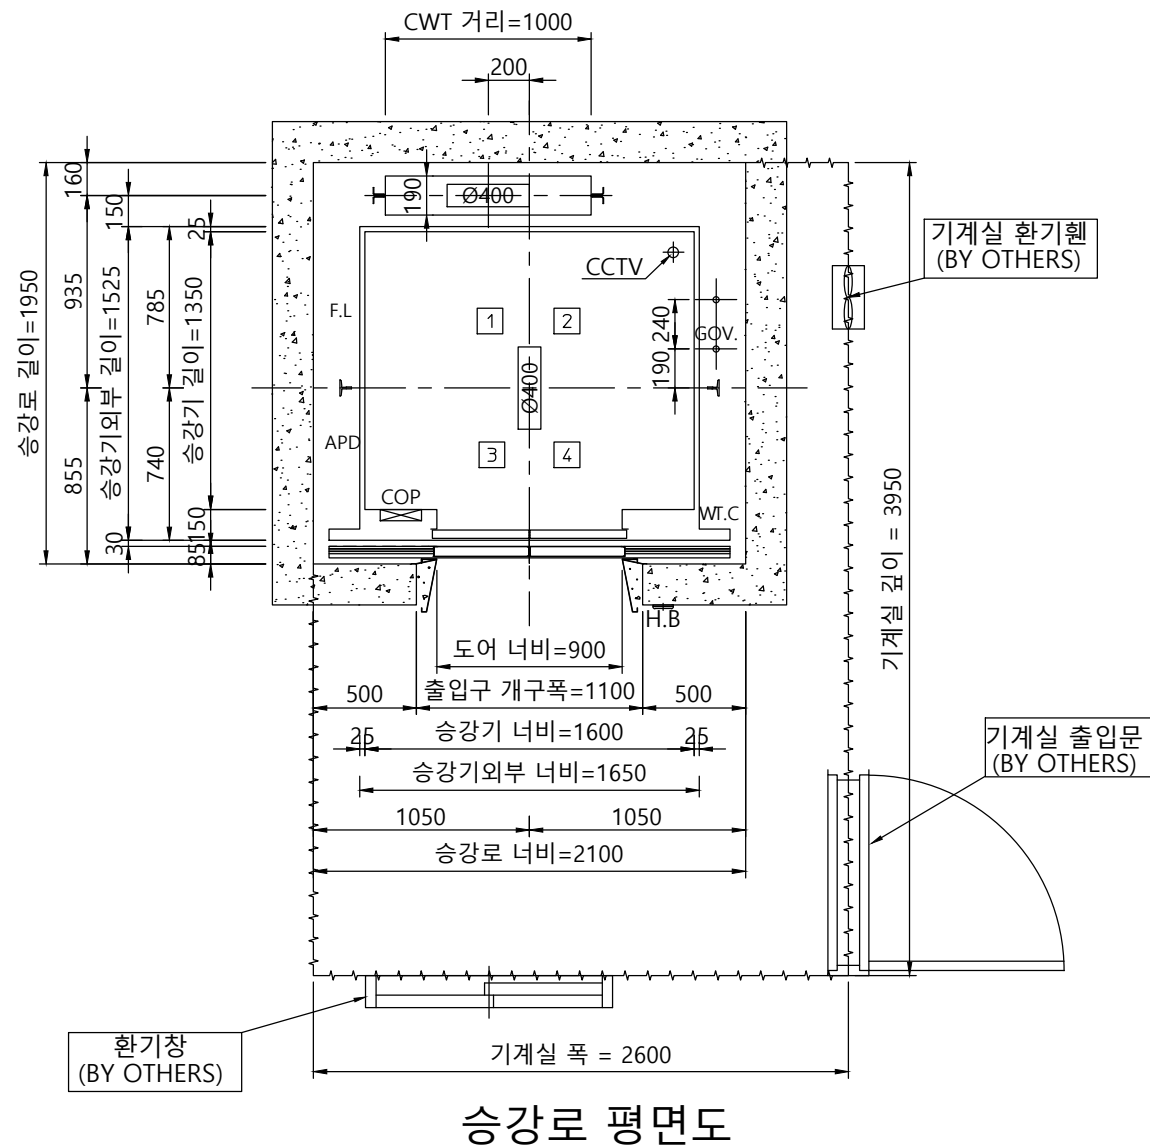 CWT 거리=1000
200
160
150
25
190
Ø400
기계실 환기휀
(BY OTHERS)
CCTV
승강로 길이=1950
935
승강기외부 길이=1525
785
승강기 길이=1350
F.L
1
2
240
GOV.
190
Ø400
855
740
APD
3
4
COP
WT.C
기계실 깊이 = 3950
30
150
85
H.B
도어 너비=900
500
출입구 개구폭=1100
500
25
승강기 너비=1600
25
기계실 출입문
(BY OTHERS)
승강기외부 너비=1650
1050
1050
승강로 너비=2100
환기창
(BY OTHERS)
기계실 폭 = 2600
승강로 평면도